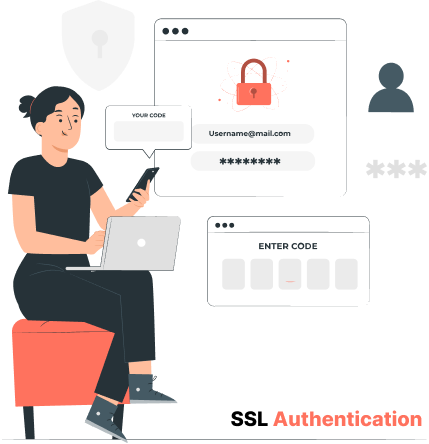 YOUR CODE
Username@mail.com
********
***
ENTER CODE
SSL Authentication